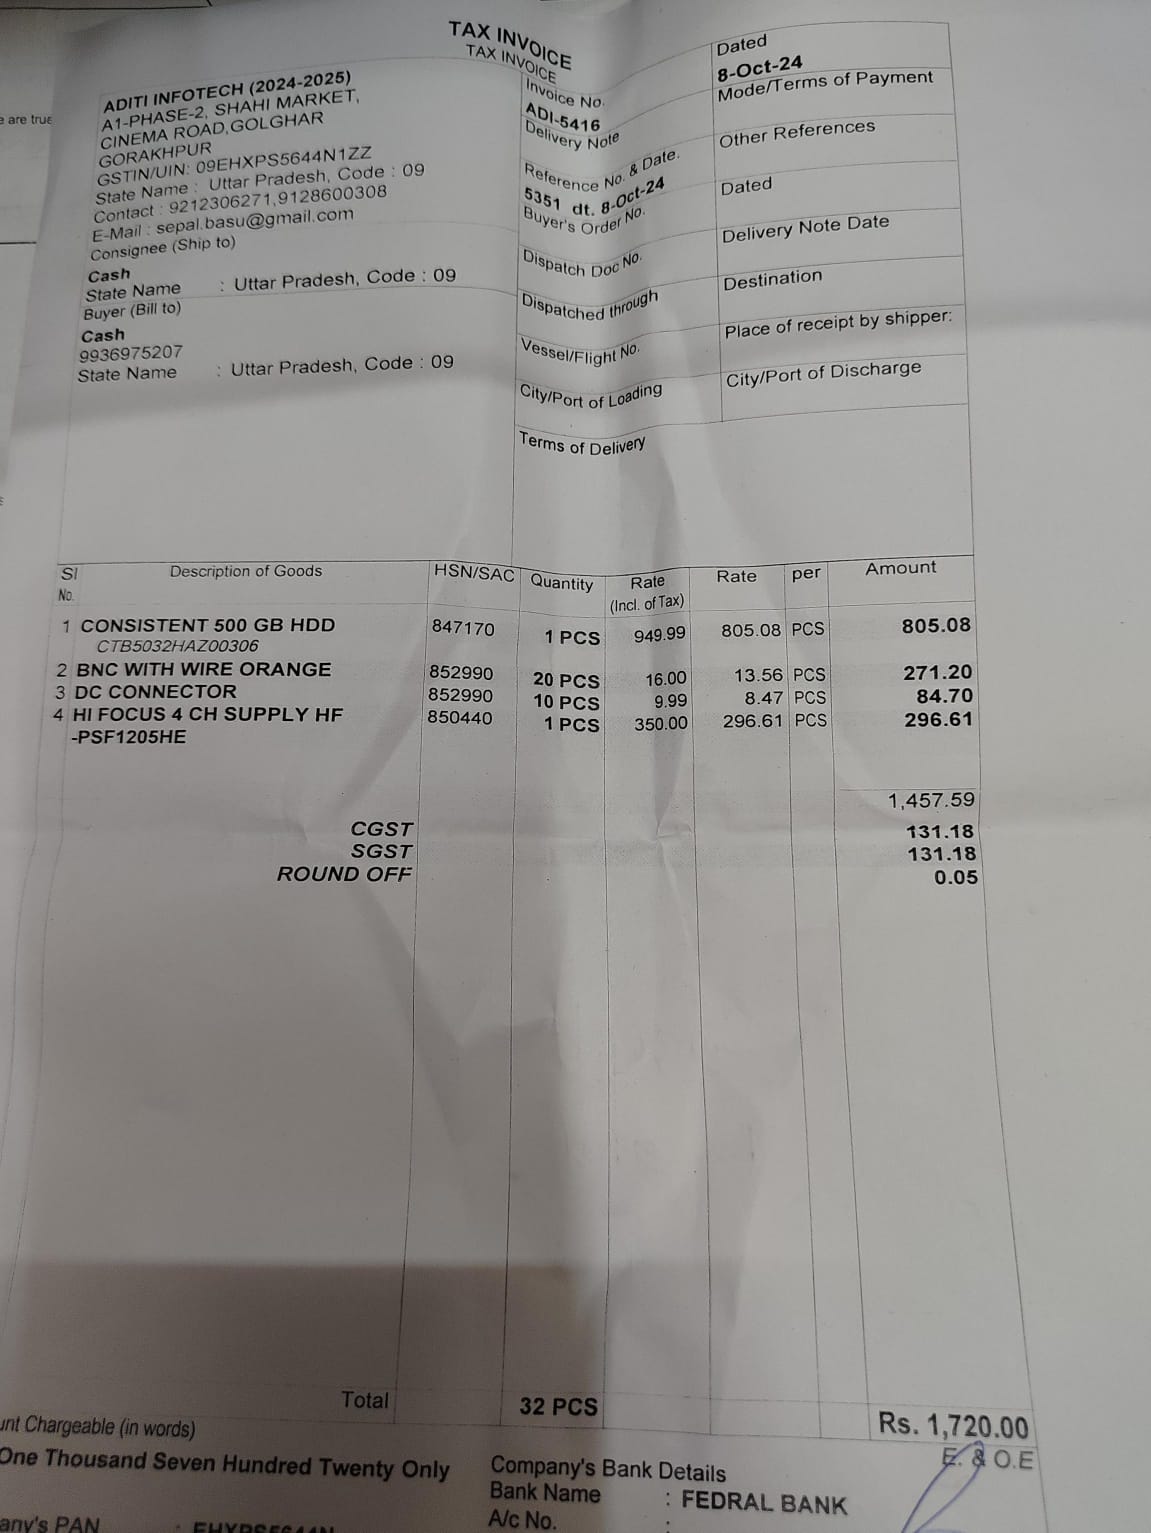 e are true
TAX INVOICE
TAX INVOICE
ADITI INFOTECH (2024-2025)
A1-PHASE-2, SHAHI MARKET,
CINEMA ROAD,GOLGHAR
GORAKHPUR
GSTIN/UIN: 09EHXPS5644N1ZZ
State Name : Uttar Pradesh, Code : 09
Contact : 9212306271,9128600308
E-Mail : sepal.basu@gmail.com
Consignee (Ship to)
Cash
State Name : Uttar Pradesh, Code : 09
Buyer (Bill to)
Cash
9936975207
State Name : Uttar Pradesh, Code : 09
Invoice No.
ADI-5416
Dated
8-Oct-24
Delivery Note
Mode/Terms of Payment
Reference No. & Date.
5351 dt. 8-Oct-24
Other References
Buyer's Order No.
Dated
Dispatch Doc No.
Delivery Note Date
Dispatched through
Destination
Vessel/Flight No.
Place of receipt by shipper:
City/Port of Loading
City/Port of Discharge
Terms of Delivery
Sl No. Description of Goods HSN/SAC Quantity Rate (Incl. of Tax) Rate per Amount
1 CONSISTENT 500 GB HDD 847170 1 PCS 949.99 805.08 PCS 805.08
CTB5032HAZ00306
2 BNC WITH WIRE ORANGE 852990 20 PCS 16.00 13.56 PCS 271.20
3 DC CONNECTOR 852990 10 PCS 9.99 8.47 PCS 84.70
4 HI FOCUS 4 CH SUPPLY HF 850440 1 PCS 350.00 296.61 PCS 296.61
-PSF1205HE
1,457.59
CGST 131.18
SGST 131.18
ROUND OFF 0.05
Total 32 PCS Rs. 1,720.00
unt Chargeable (in words) E. & O.E
One Thousand Seven Hundred Twenty Only
Company's Bank Details
Bank Name : FEDRAL BANK
A/c No. :
any's PAN : EHXPS5644N